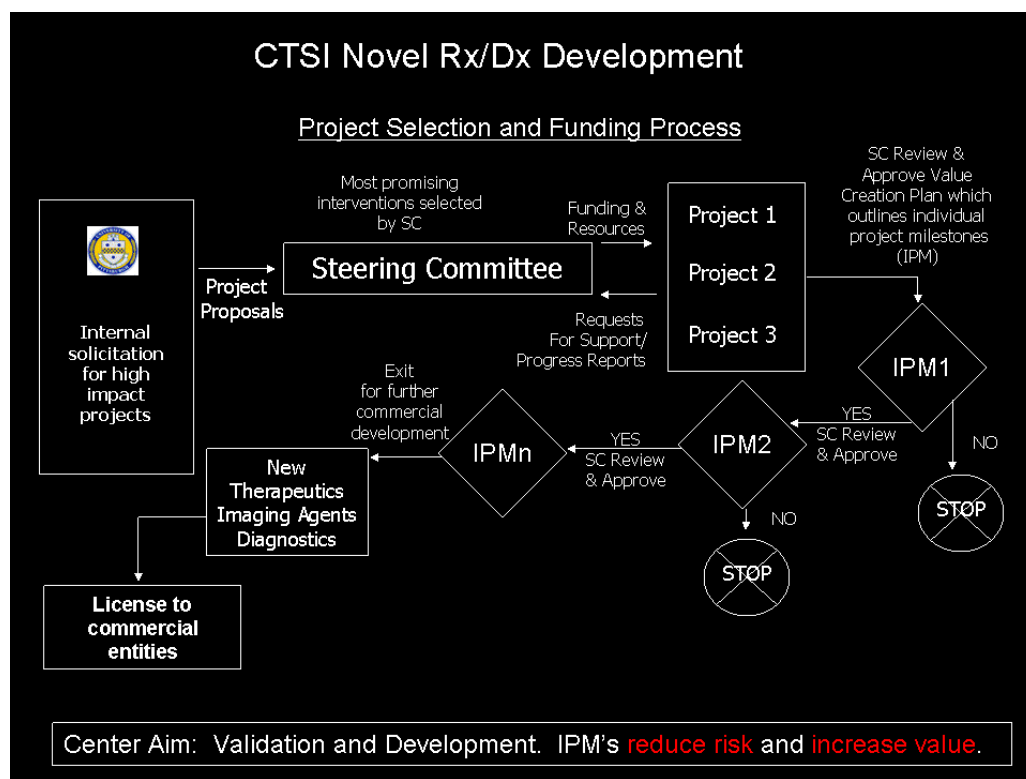 CTSI Novel Rx/Dx Development
Project Selection and Funding Process
Internal
solicitation
for high
impact
projects
Project
Proposals
Most promising
interventions selected
by SC
Steering Committee
Funding &
Resources
Requests
For Support/
Progress Reports
Project 1
Project 2
Project 3
SC Review &
Approve Value
Creation Plan which
outlines individual
project milestones
(IPM)
IPM1
NO
STOP
YES
SC Review
& Approve
IPM2
NO
STOP
YES
SC Review
& Approve
IPMn
Exit
for further
commercial
development
New
Therapeutics
Imaging Agents
Diagnostics
License to
commercial
entities
Center Aim: Validation and Development. IPM's reduce risk and increase value.